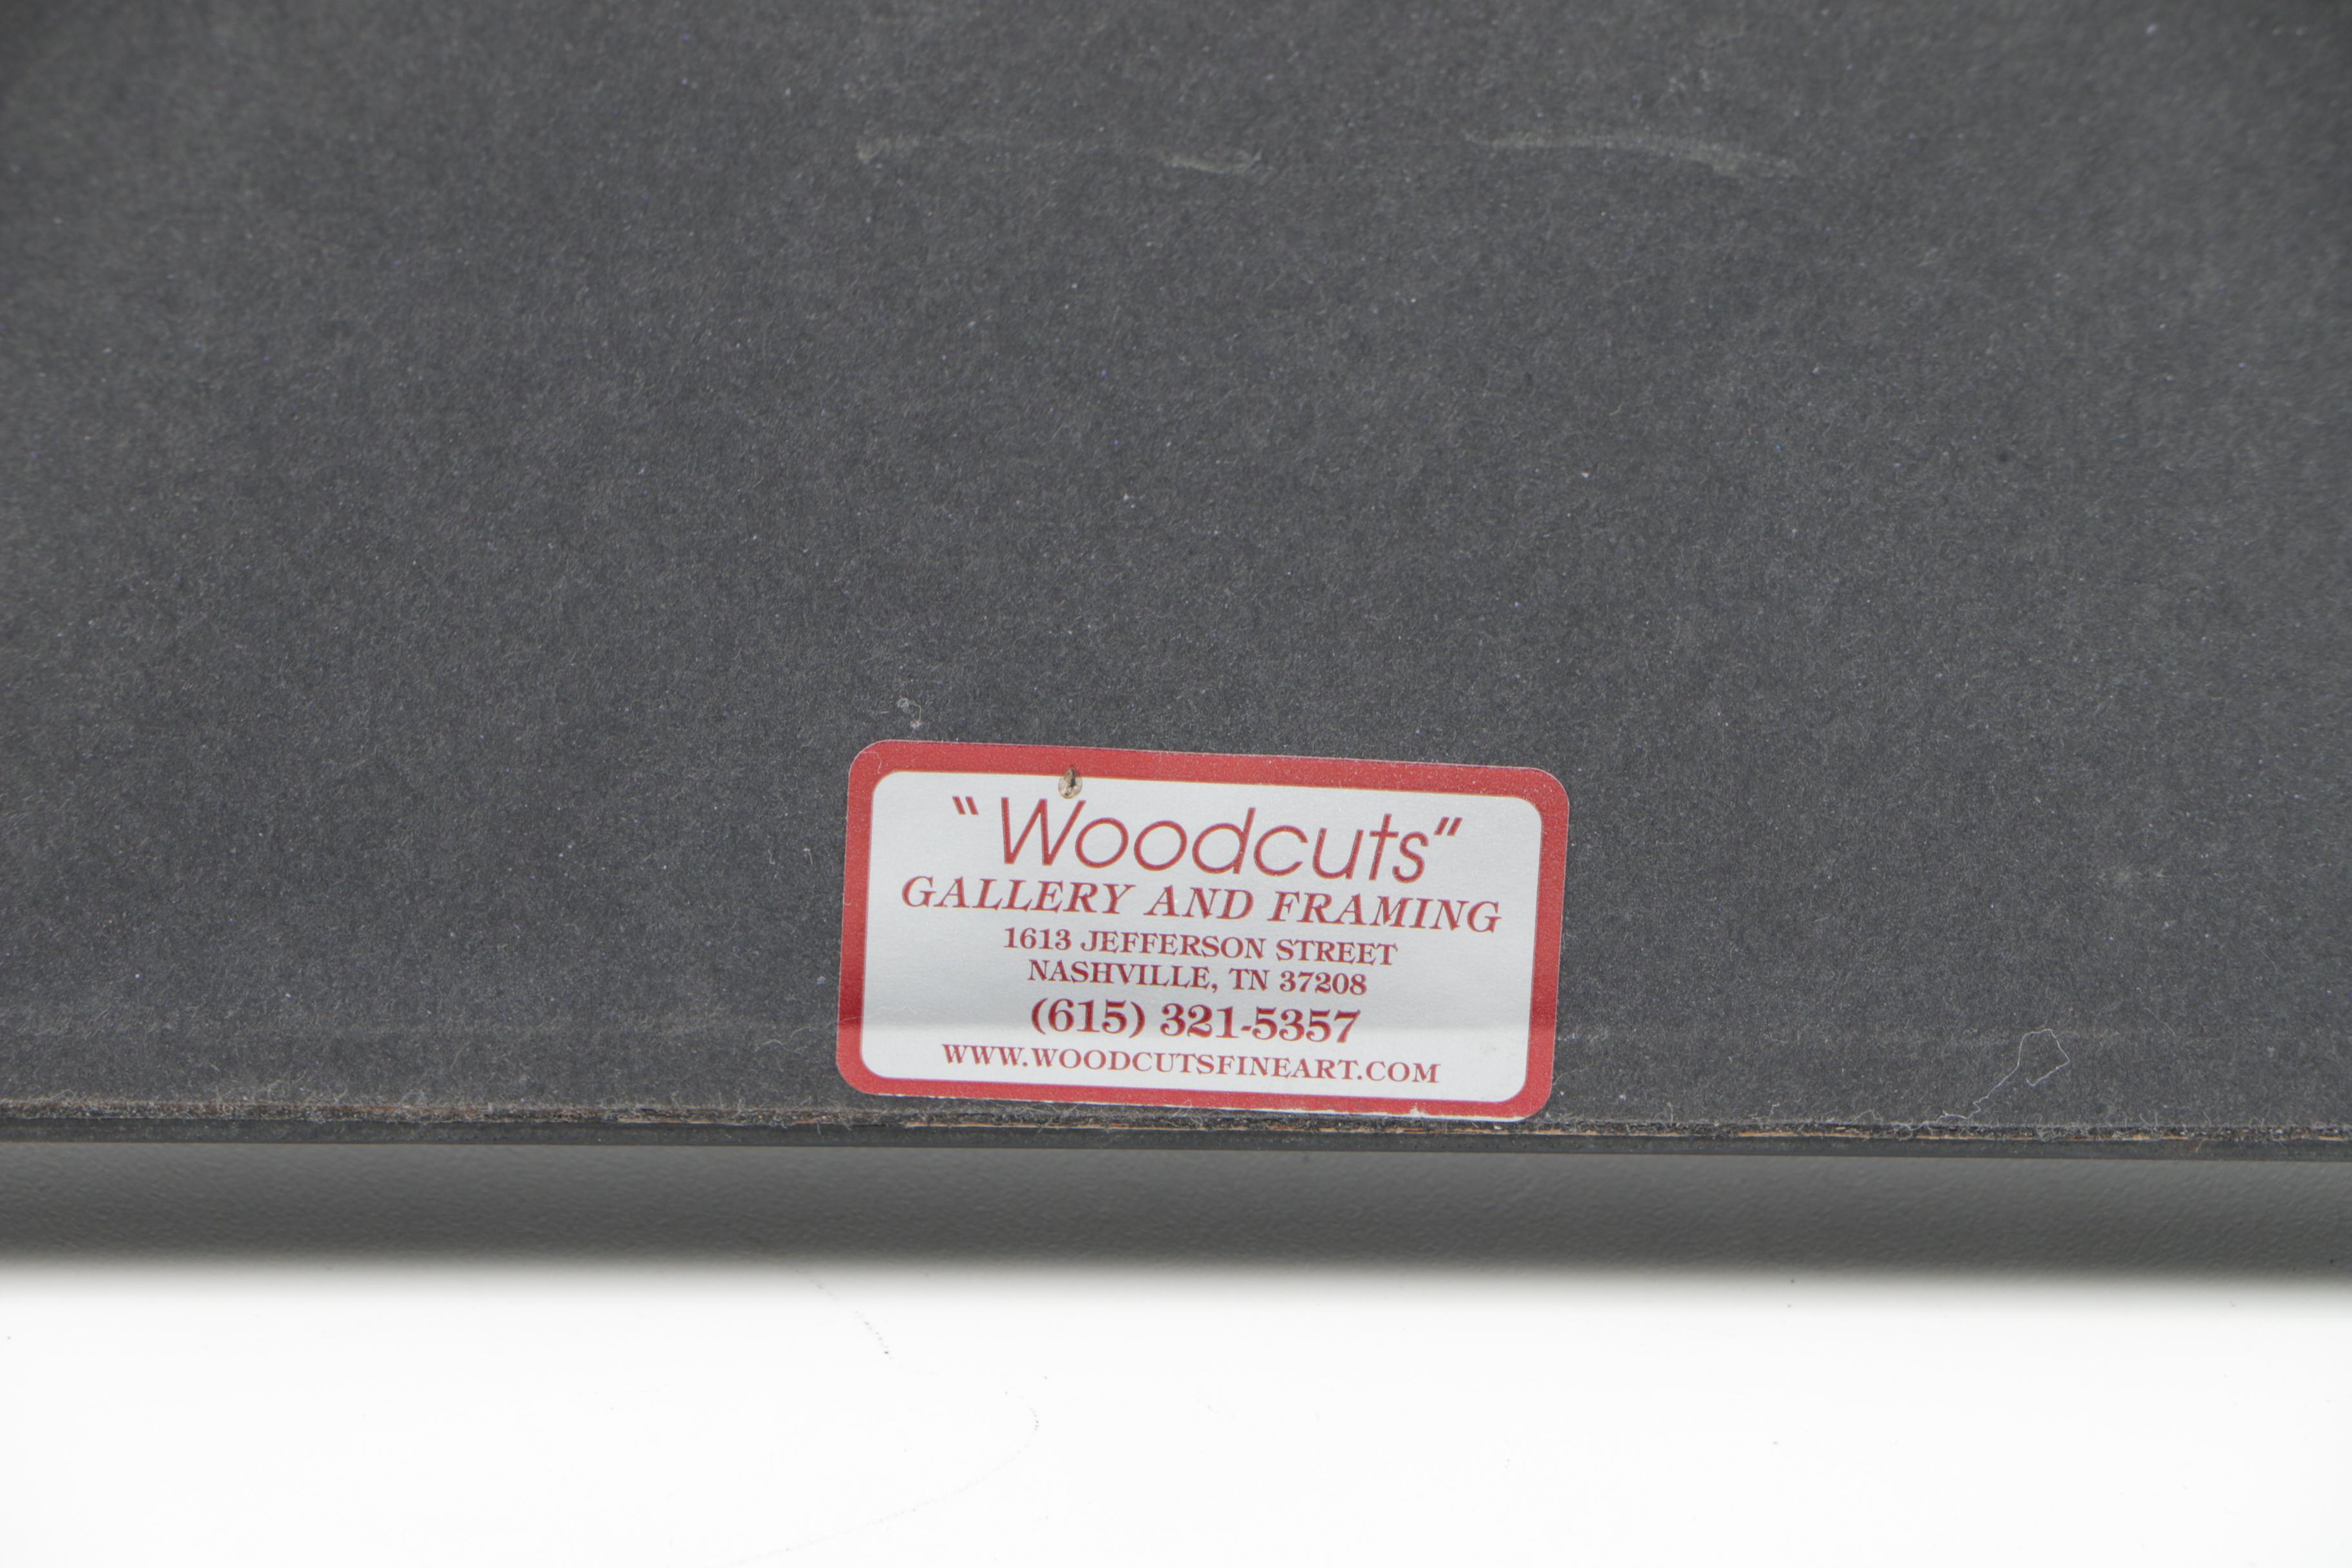 "Woodcuts"
GALLERY AND FRAMING
1613 JEFFERSON STREET
NASHVILLE, TN 37208
(615) 321-5357
WWW.WOODCUTSFINEART.COM